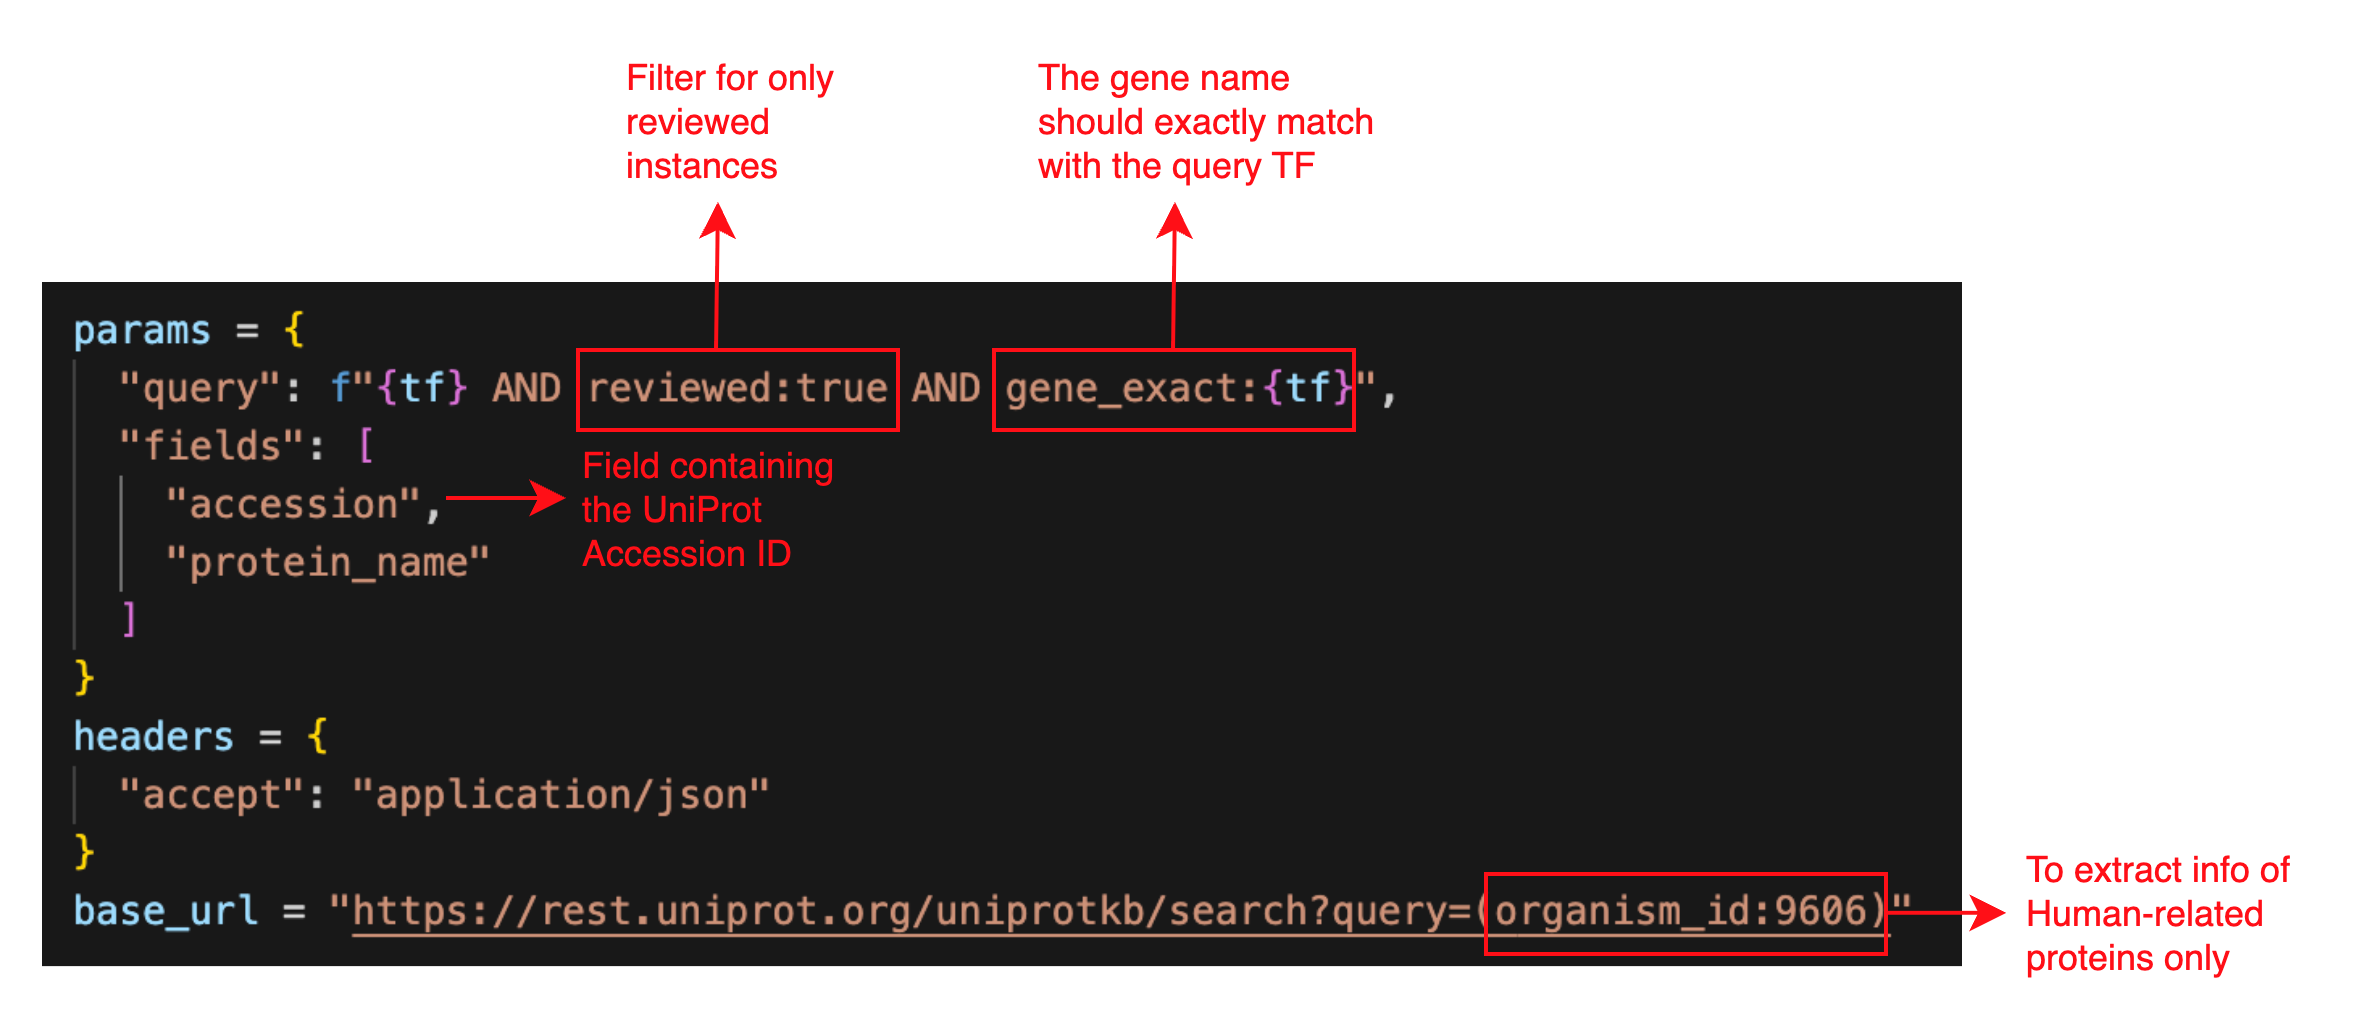 Filter for only
reviewed
instances
The gene name
should exactly match
with the query TF
params = {
"query": f"{tf} AND reviewed:true AND gene_exact:{tf}",
"fields": [
"accession",
"protein_name"
]
}
Field containing
the UniProt
Accession ID
headers = {
"accept": "application/json"
}
base_url = "https://rest.uniprot.org/uniprotkb/search?query=(organism_id:9606)"
To extract info of
Human-related
proteins only